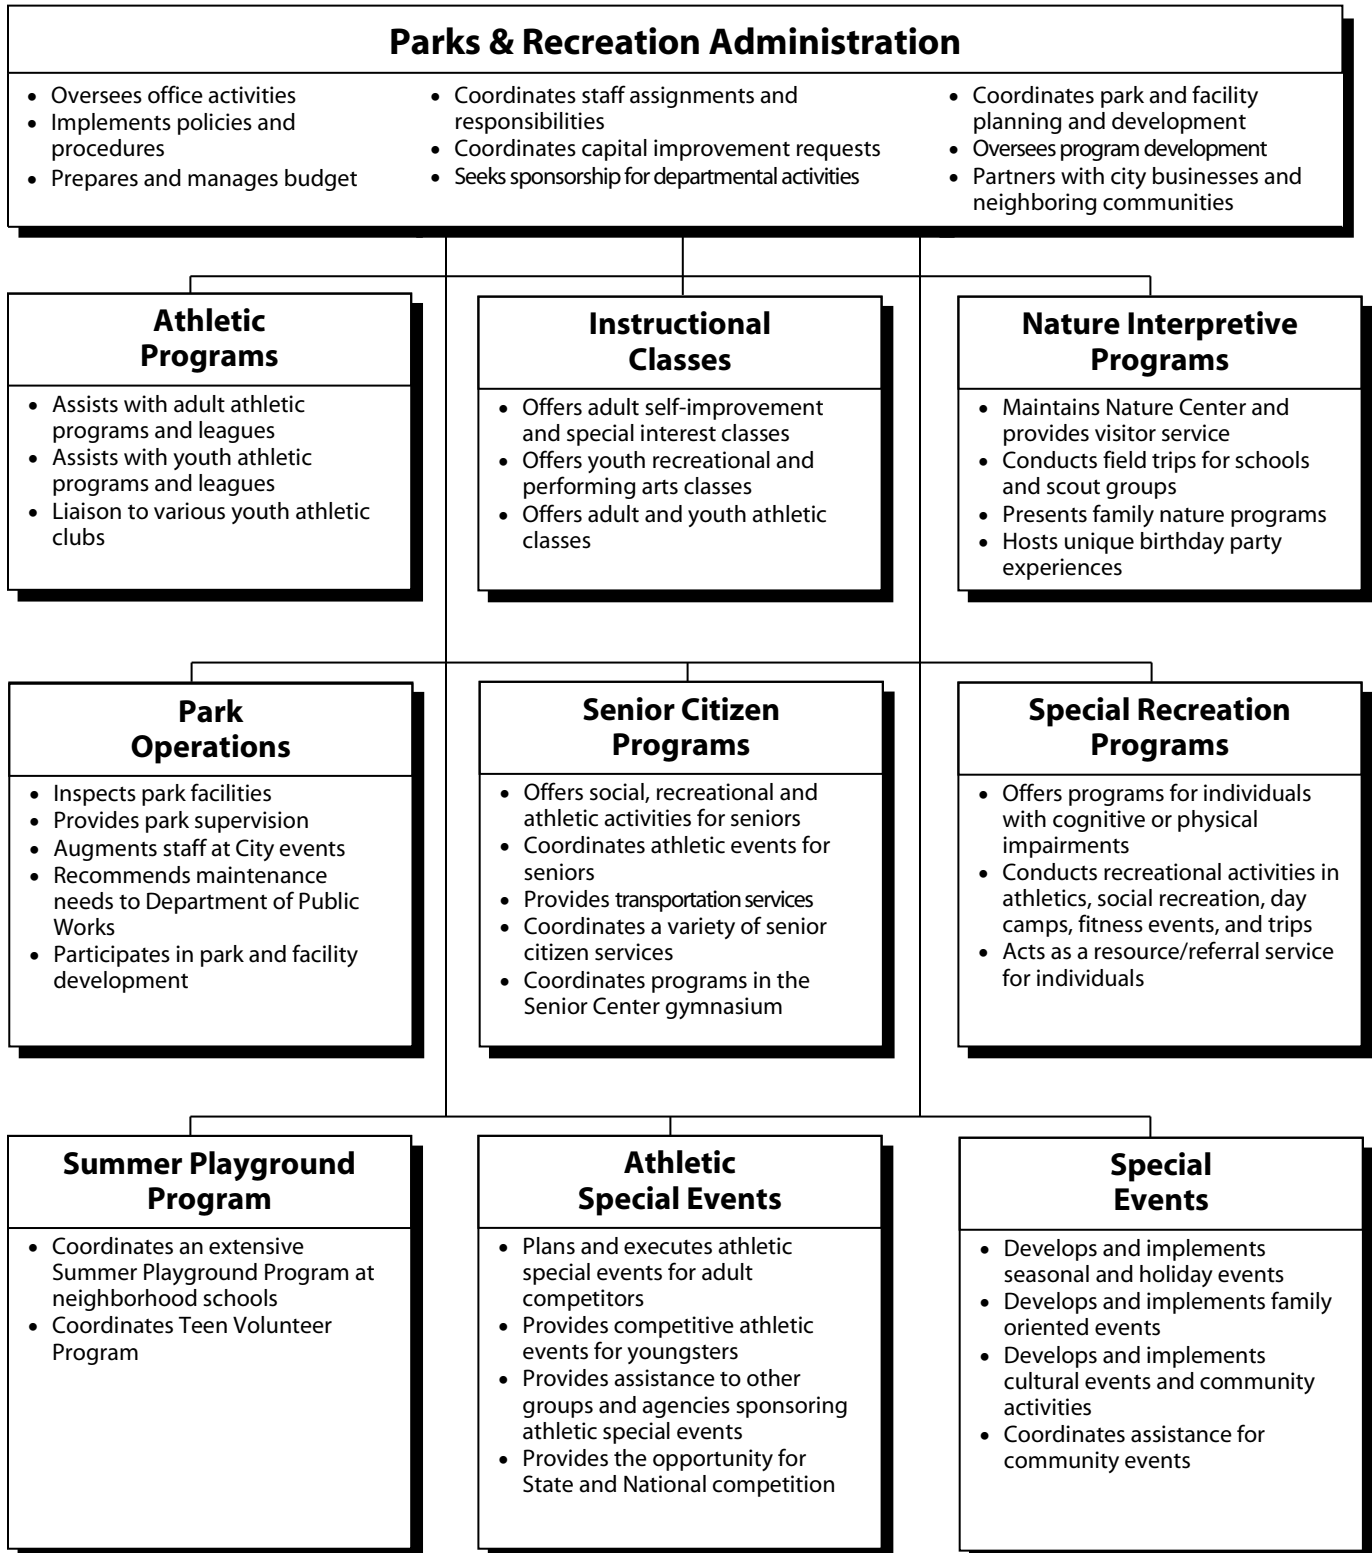 Parks & Recreation Administration
• Oversees office activities
• Implements policies and
procedures
• Prepares and manages budget
• Coordinates staff assignments and
responsibilities
• Coordinates capital improvement requests
• Seeks sponsorship for departmental activities
• Coordinates park and facility
planning and development
• Oversees program development
• Partners with city businesses and
neighboring communities
Athletic
Programs
• Assists with adult athletic
programs and leagues
• Assists with youth athletic
programs and leagues
• Liaison to various youth athletic
clubs
Instructional
Classes
• Offers adult self-improvement
and special interest classes
• Offers youth recreational and
performing arts classes
• Offers adult and youth athletic
classes
Nature Interpretive
Programs
• Maintains Nature Center and
provides visitor service
• Conducts field trips for schools
and scout groups
• Presents family nature programs
• Hosts unique birthday party
experiences
Park
Operations
• Inspects park facilities
• Provides park supervision
• Augments staff at City events
• Recommends maintenance
needs to Department of Public
Works
• Participates in park and facility
development
Senior Citizen
Programs
• Offers social, recreational and
athletic activities for seniors
• Coordinates athletic events for
seniors
• Provides transportation services
• Coordinates a variety of senior
citizen services
• Coordinates programs in the
Senior Center gymnasium
Special Recreation
Programs
• Offers programs for individuals
with cognitive or physical
impairments
• Conducts recreational activities in
athletics, social recreation, day
camps, fitness events, and trips
• Acts as a resource/referral service
for individuals
Summer Playground
Program
• Coordinates an extensive
Summer Playground Program at
neighborhood schools
• Coordinates Teen Volunteer
Program
Athletic
Special Events
• Plans and executes athletic
special events for adult
competitors
• Provides competitive athletic
events for youngsters
• Provides assistance to other
groups and agencies sponsoring
athletic special events
• Provides the opportunity for
State and National competition
Special
Events
• Develops and implements
seasonal and holiday events
• Develops and implements family
oriented events
• Develops and implements
cultural events and community
activities
• Coordinates assistance for
community events